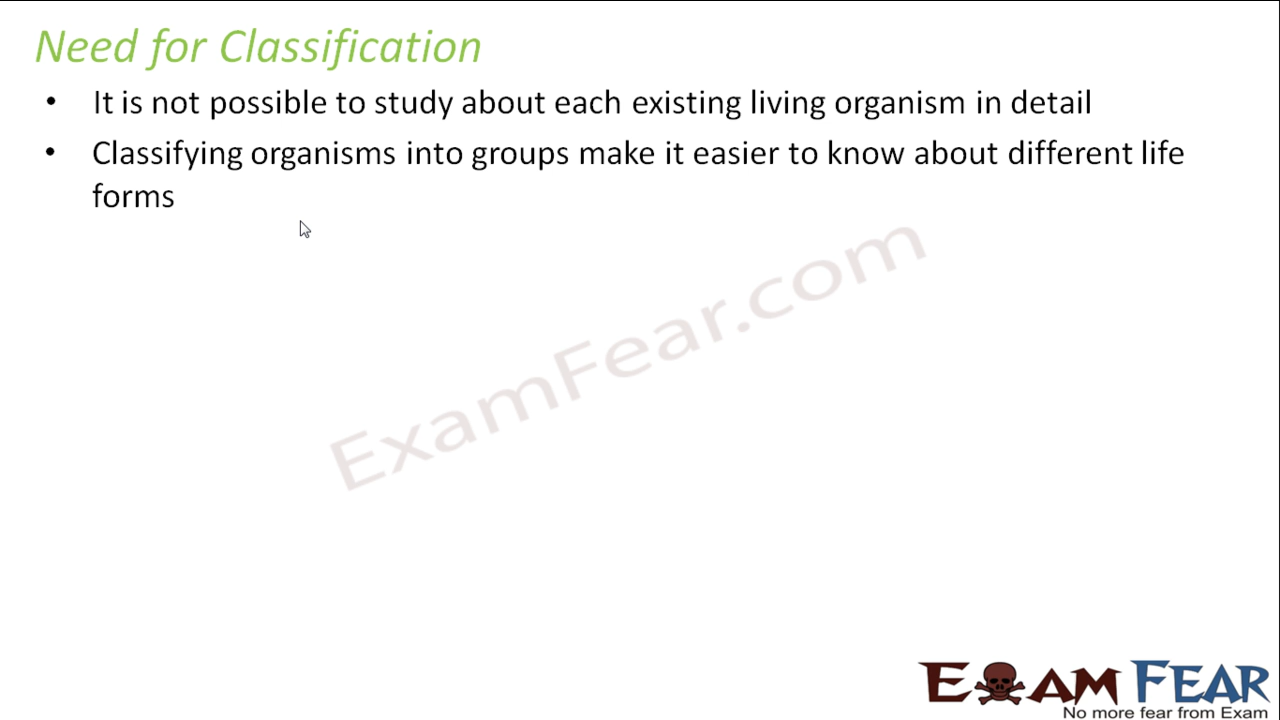 Need for Classification
• It is not possible to study about each existing living organism in detail
• Classifying organisms into groups make it easier to know about different life
forms
ExamFear.com
EXAM FEAR
No more fear from Exam